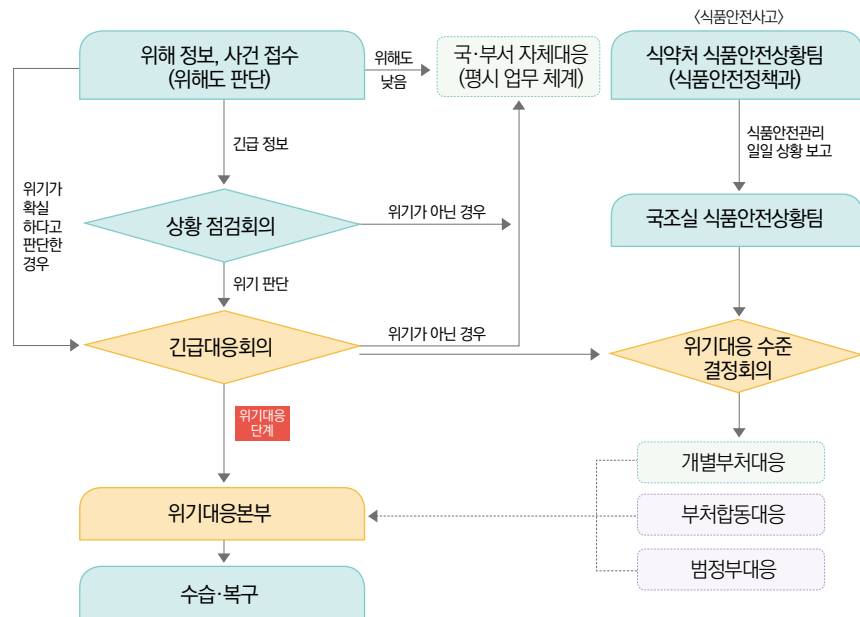 〈식품안전사고〉
위해 정보, 사건 접수
(위해도 판단)
위해도
낮음
국·부서 자체대응
(평시 업무 체계)
식약처 식품안전상황팀
(식품안전정책과)
긴급 정보
식품안전관리
일일 상황 보고
위기가
확실
하다고
판단한
경우
상황 점검회의
위기가 아닌 경우
국조실 식품안전상황팀
위기 판단
긴급대응회의
위기가 아닌 경우
위기대응 수준
결정회의
위기대응
단계
개별부처대응
위기대응본부
부처합동대응
범정부대응
수습·복구